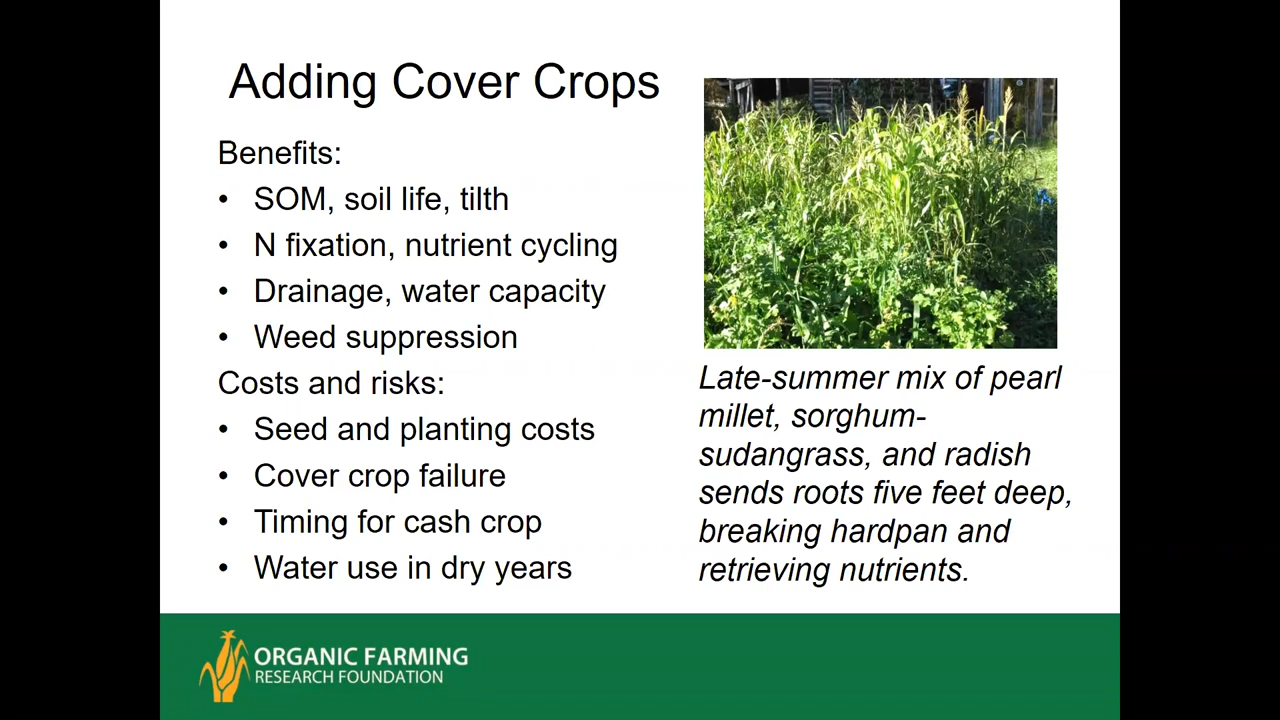 Adding Cover Crops
Benefits:
• SOM, soil life, tilth
• N fixation, nutrient cycling
• Drainage, water capacity
• Weed suppression
Costs and risks:
• Seed and planting costs
• Cover crop failure
• Timing for cash crop
• Water use in dry years
Late-summer mix of pearl
millet, sorghum-
sudangrass, and radish
sends roots five feet deep,
breaking hardpan and
retrieving nutrients.
ORGANIC FARMING
RESEARCH FOUNDATION